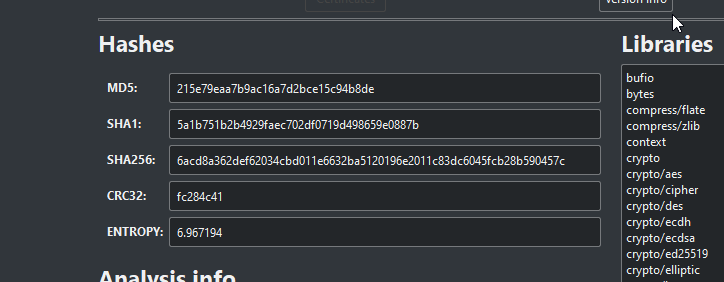 Certificates
Version info
Hashes
Libraries
MD5:
215e79eaa7b9ac16a7d2bce15c94b8de
SHA1:
5a1b751b2b4929faec702df0719d498659e0887b
SHA256:
6acd8a362def62034cbd011e6632ba5120196e2011c83dc6045fcb28b590457c
CRC32:
fc284c41
ENTROPY:
6.967194
bufio
bytes
compress/flate
compress/zlib
context
crypto
crypto/aes
crypto/cipher
crypto/des
crypto/ecdh
crypto/ecdsa
crypto/ed25519
crypto/elliptic
Analysis info